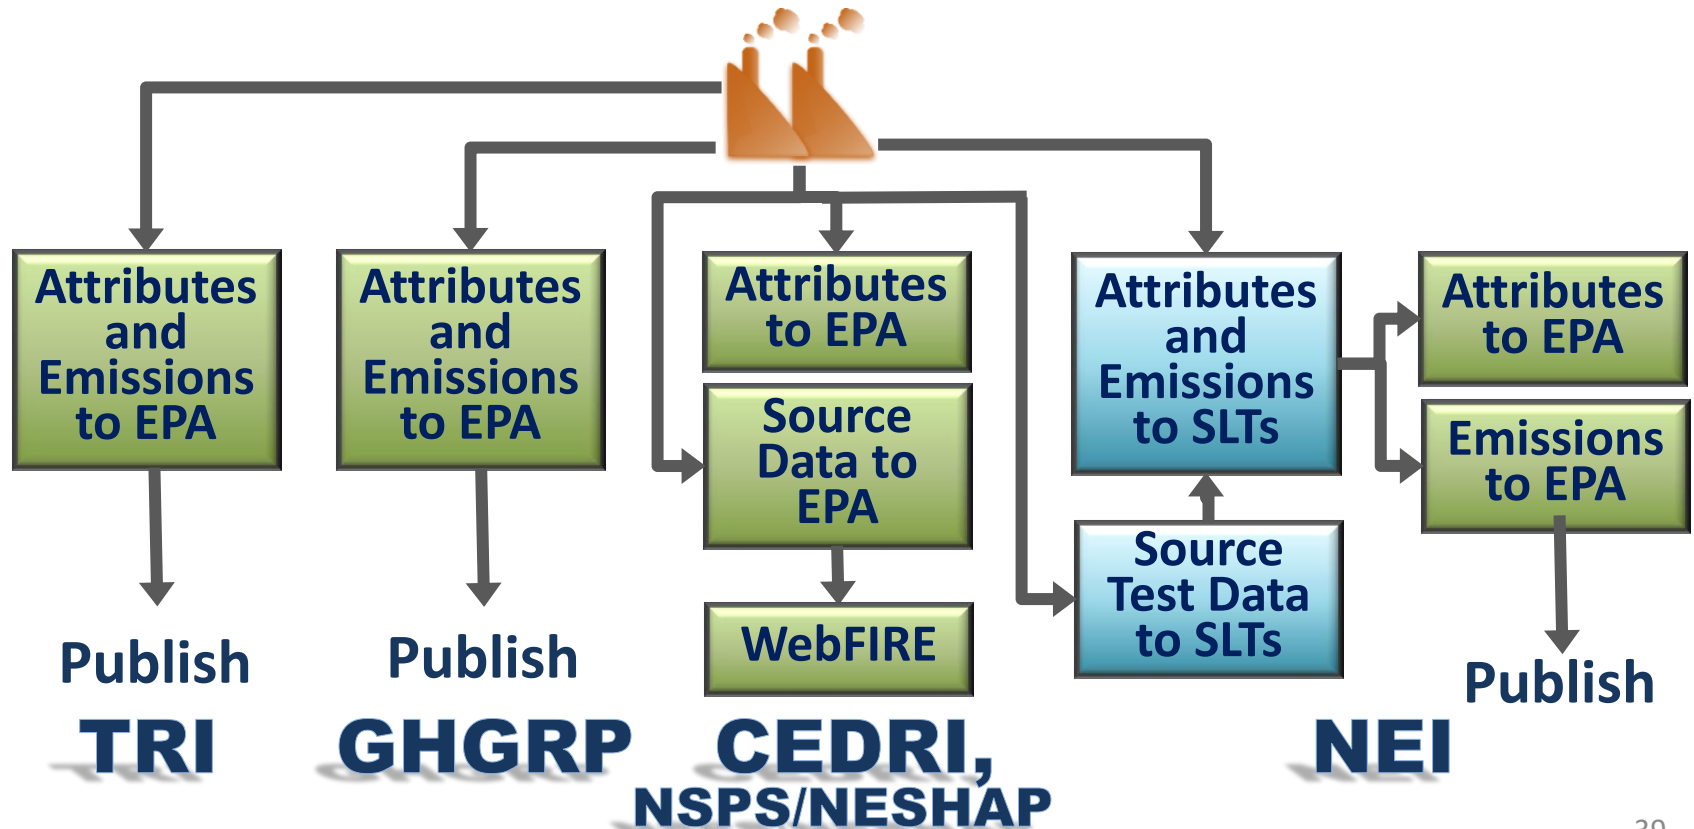 Attributes
and
Emissions
to EPA
Publish
TRI
Attributes
and
Emissions
to EPA
Publish
GHGRP
Attributes
to EPA
Source
Data to
EPA
WebFIRE
CEDRI,
NSPS/NESHAP
Attributes
and
Emissions
to SLTs
Source
Test Data
to SLTs
Attributes
to EPA
Emissions
to EPA
Publish
NEI
39